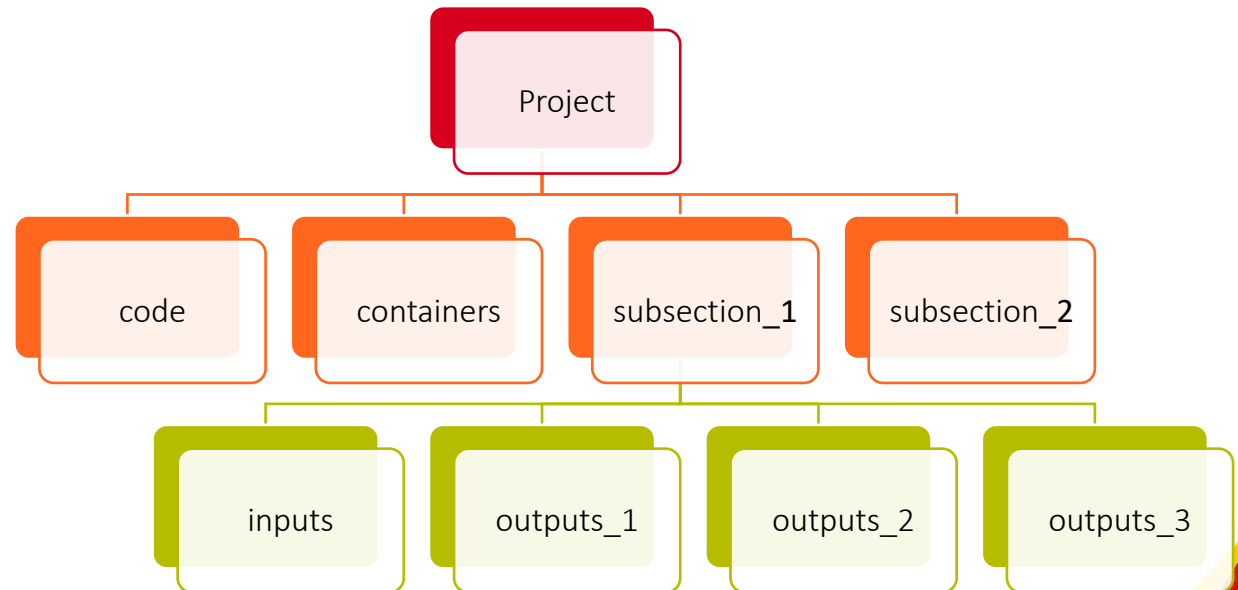 Project
code
containers
subsection_1
subsection_2
inputs
outputs_1
outputs_2
outputs_3